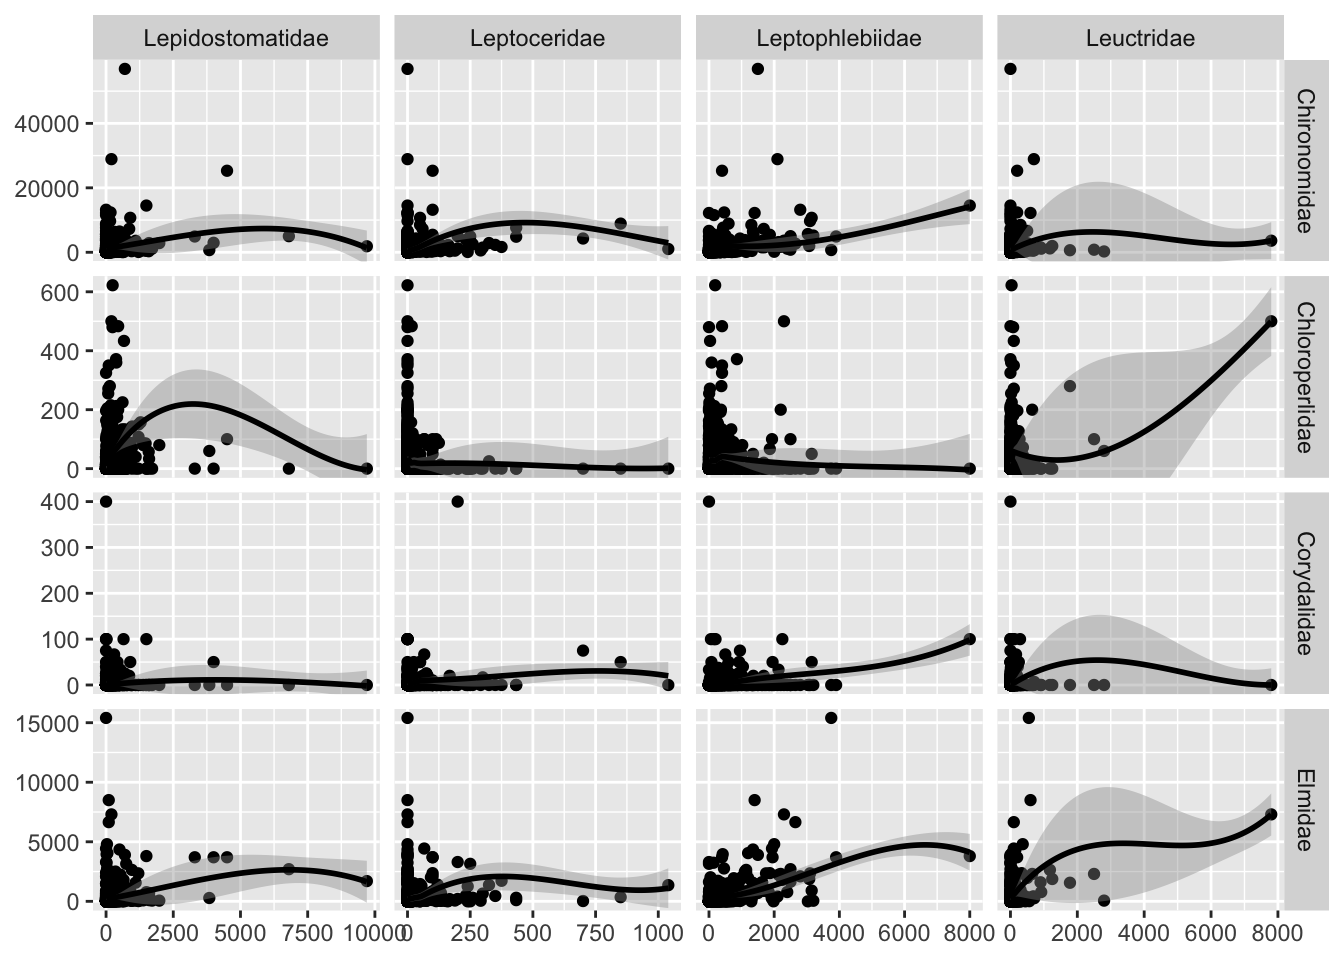 Lepidostomatidae Leptoceridae Leptophlebiidae Leuctridae
Chironomidae
40000
20000
0
Chloroperlidae
600
400
200
0
Corydalidae
400
300
200
100
0
Elmidae
15000
10000
5000
0
0 2500 5000 7500 10000 0 250 500 750 1000 0 2000 4000 6000 8000 0 2000 4000 6000 8000